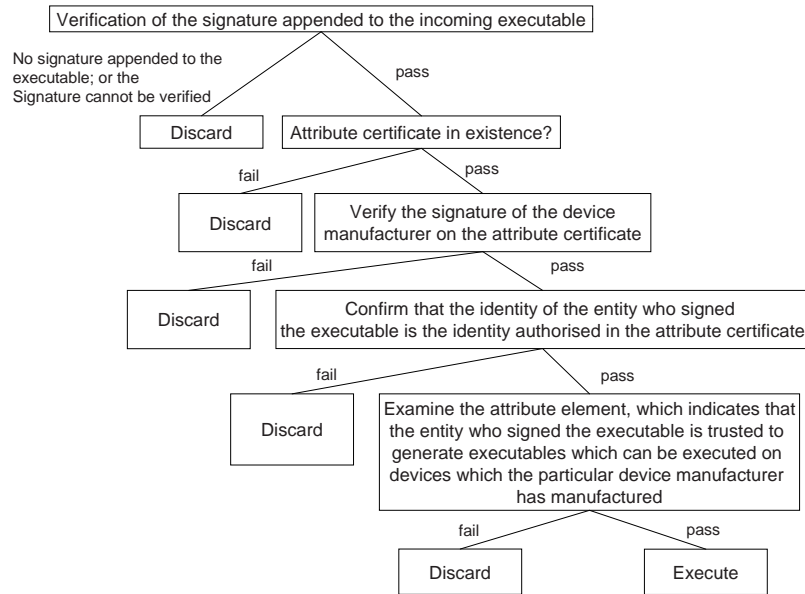 Verification of the signature appended to the incoming executable
No signature appended to the
executable; or the
Signature cannot be verified
pass
Discard
Attribute certificate in existence?
fail
pass
Discard
Verify the signature of the device
manufacturer on the attribute certificate
fail
pass
Discard
Confirm that the identity of the entity who signed
the executable is the identity authorised in the attribute certificate
fail
pass
Discard
Examine the attribute element, which indicates that
the entity who signed the executable is trusted to
generate executables which can be executed on
devices which the particular device manufacturer
has manufactured
fail
pass
Discard
Execute